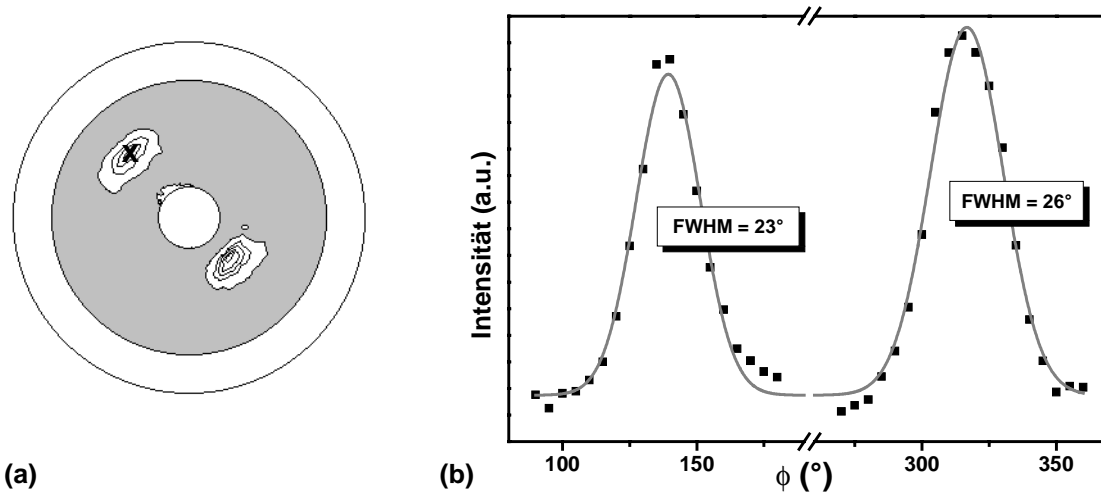 X
(a)
Intensität (a.u.)
FWHM = 23°
FWHM = 26°
100
150
300
350
ϕ (°)
(b)